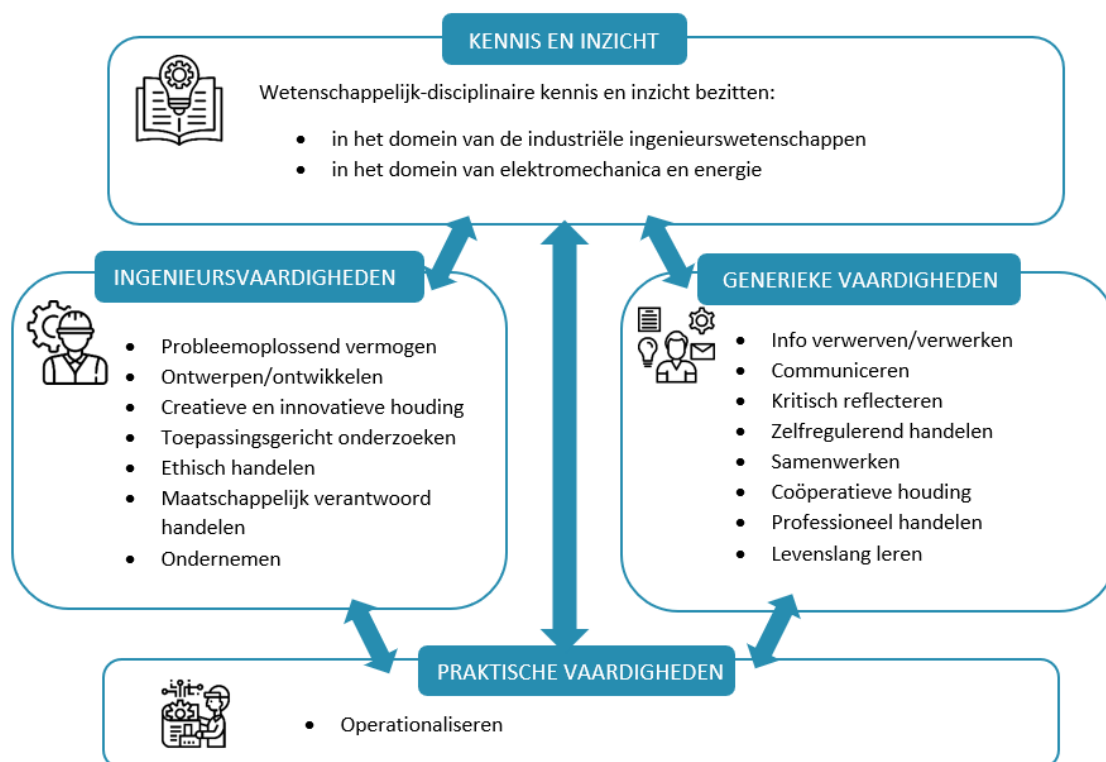 KENNIS EN INZICHT
Wetenschappelijk-disciplinaire kennis en inzicht bezitten:
• in het domein van de industriële ingenieurswetenschappen
• in het domein van elektromechanica en energie
INGENIEURSVAARDIGHEDEN
• Probleemoplossend vermogen
• Ontwerpen/ontwikkelen
• Creatieve en innovatieve houding
• Toepassingsgericht onderzoeken
• Ethisch handelen
• Maatschappelijk verantwoord
handelen
• Ondernemen
GENERIEKE VAARDIGHEDEN
• Info verwerven/verwerken
• Communiceren
• Kritisch reflecteren
• Zelfregulerend handelen
• Samenwerken
• Coöperatieve houding
• Professioneel handelen
• Levenslang leren
PRAKTISCHE VAARDIGHEDEN
• Operationaliseren